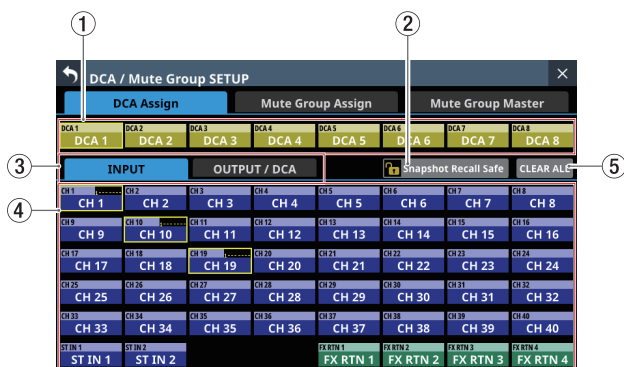 ① ②
DCA / Mute Group SETUP ×
DCA Assign Mute Group Assign Mute Group Master
DCA 1 DCA 2 DCA 3 DCA 4 DCA 5 DCA 6 DCA 7 DCA 8
DCA 1 DCA 2 DCA 3 DCA 4 DCA 5 DCA 6 DCA 7 DCA 8
③ INPUT OUTPUT / DCA Snapshot Recall Safe CLEAR ALL ⑤
④
CH 1 CH 2 CH 3 CH 4 CH 5 CH 6 CH 7 CH 8
CH 1 CH 2 CH 3 CH 4 CH 5 CH 6 CH 7 CH 8
CH 9 CH 10 CH 11 CH 12 CH 13 CH 14 CH 15 CH 16
CH 9 CH 10 CH 11 CH 12 CH 13 CH 14 CH 15 CH 16
CH 17 CH 18 CH 19 CH 20 CH 21 CH 22 CH 23 CH 24
CH 17 CH 18 CH 19 CH 20 CH 21 CH 22 CH 23 CH 24
CH 25 CH 26 CH 27 CH 28 CH 29 CH 30 CH 31 CH 32
CH 25 CH 26 CH 27 CH 28 CH 29 CH 30 CH 31 CH 32
CH 33 CH 34 CH 35 CH 36 CH 37 CH 38 CH 39 CH 40
CH 33 CH 34 CH 35 CH 36 CH 37 CH 38 CH 39 CH 40
ST IN 1 ST IN 2 FX RTN 1 FX RTN 2 FX RTN 3 FX RTN 4
ST IN 1 ST IN 2 FX RTN 1 FX RTN 2 FX RTN 3 FX RTN 4